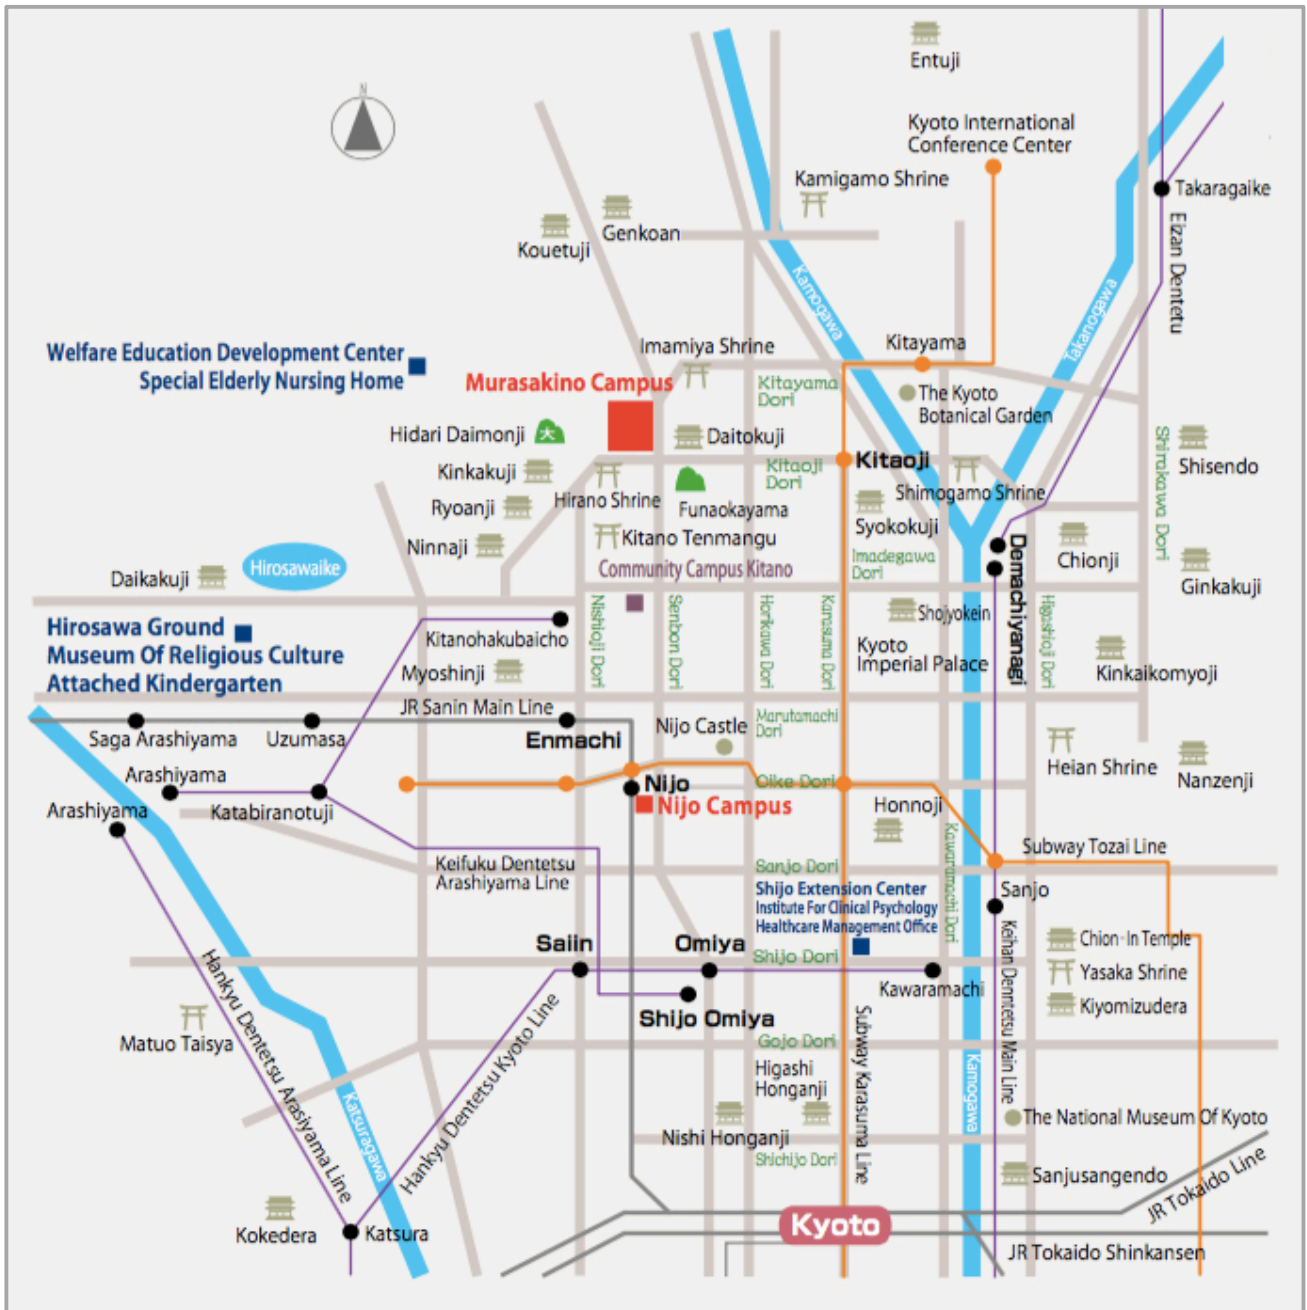 N
Entuji
Kyoto International
Conference Center
Kamigamo Shrine
Takaragaike
Genkoan
Kouetuji
Eizan Dentetu
Kamogawa
Takanogawa
Welfare Education Development Center
Special Elderly Nursing Home
Imamiya Shrine
Kitayama
Murasakino Campus
Kitayama
Dori
The Kyoto
Botanical Garden
Hidari Daimonji
大
Daitokuji
Shirakawa Dori
Kinkakuji
Kitaoji
Dori
Kitaoji
Shisendo
Hirano Shrine
Shimogamo Shrine
Ryoanji
Funaokayama
Syokokuji
Ninnaji
Kitano Tenmangu
Chionji
Daikakuji
Hirosawaike
Community Campus Kitano
Imadegawa
Dori
Demachiyanagi
Ginkakuji
Nishioji Dori
Senbon Dori
Horikawa Dori
Karasuma Dori
Shojyokein
Higashioji Dori
Hirosawa Ground
Museum Of Religious Culture
Attached Kindergarten
Kitanohakubaicho
Kyoto
Imperial Palace
Myoshinji
Kinkaikomyoji
JR Sanin Main Line
Marutamachi
Dori
Saga Arashiyama
Uzumasa
Enmachi
Nijo Castle
Heian Shrine
Nanzenji
Arashiyama
Nijo
Oike Dori
Arashiyama
Katabiranotuji
Nijo Campus
Honnoji
Kawaramachi Dori
Subway Tozai Line
Keifuku Dentetsu
Arashiyama Line
Sanjo Dori
Shijo Extension Center
Institute For Clinical Psychology
Healthcare Management Office
Sanjo
Saiin
Omiya
Shijo Dori
Keihan Denntetsu Main Line
Chion-In Temple
Yasaka Shrine
Kawaramachi
Kiyomizudera
Hankyu Dentetsu Arasiyama Line
Hankyu Dentetsu Kyoto Line
Shijo Omiya
Matuo Taisya
Gojo Dori
Subway Karasuma Line
Kamogawa
Higashi
Honganji
Katsuragawa
The National Museum Of Kyoto
Nishi Honganji
Shichijo Dori
Sanjusangendo
JR Tokaido Line
Kokedera
Katsura
Kyoto
JR Tokaido Shinkansen